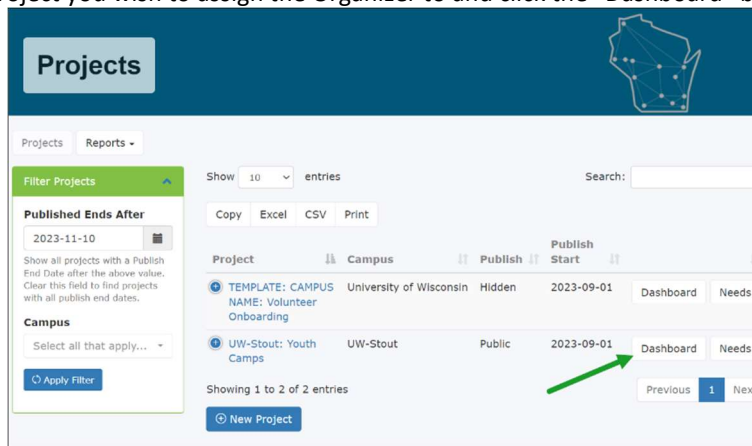 roject you wish to assign the Organizer to and click the "Dashboard"
Projects
Projects Reports
Filter Projects
Published Ends After
2023-11-10
Show all projects with a Publish
End Date after the above value.
Clear this field to find projects
with all publish end dates.
Campus
Select all that apply...
Apply Filter
Show 10 entries
Search:
Copy Excel CSV Print
Publish
Project Campus Publish Start
TEMPLATE: CAMPUS University of Wisconsin Hidden 2023-09-01 Dashboard Needs
NAME: Volunteer
Onboarding
UW-Stout: Youth UW-Stout Public 2023-09-01 Dashboard Needs
Camps
Showing 1 to 2 of 2 entries
Previous 1 Nex
New Project